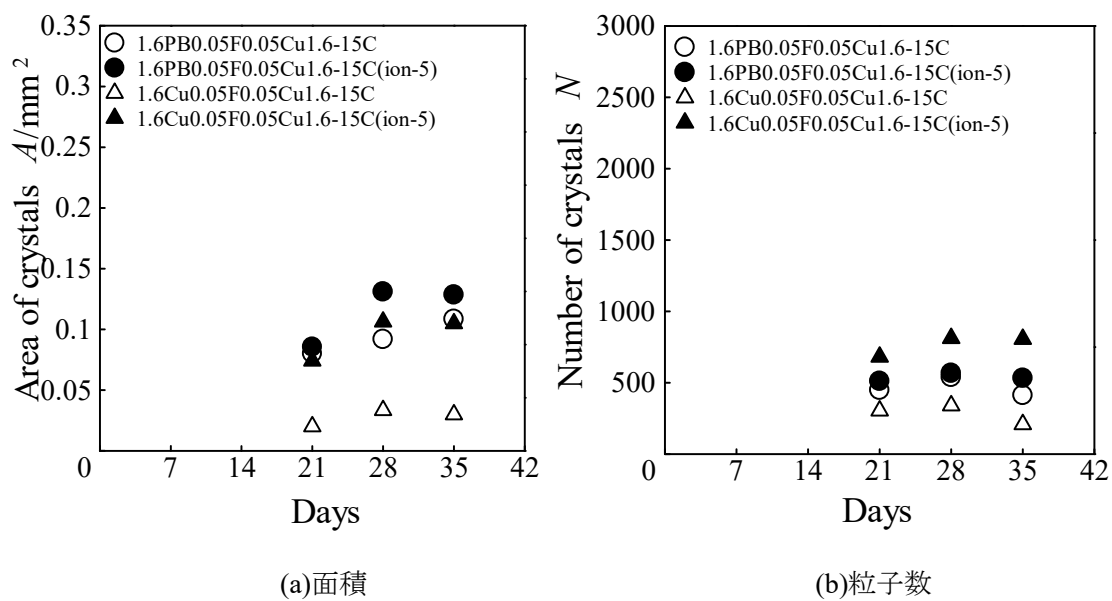 0.35
0.3
0.25
0.2
0.15
0.1
0.05
0
Area of crystals A/mm²
1.6PB0.05F0.05Cu1.6-15C
1.6PB0.05F0.05Cu1.6-15C(ion-5)
1.6Cu0.05F0.05Cu1.6-15C
1.6Cu0.05F0.05Cu1.6-15C(ion-5)
7 14 21 28 35 42
Days
(a)面積
3000
2500
2000
1500
1000
500
0
Number of crystals N
1.6PB0.05F0.05Cu1.6-15C
1.6PB0.05F0.05Cu1.6-15C(ion-5)
1.6Cu0.05F0.05Cu1.6-15C
1.6Cu0.05F0.05Cu1.6-15C(ion-5)
7 14 21 28 35 42
Days
(b)粒子数